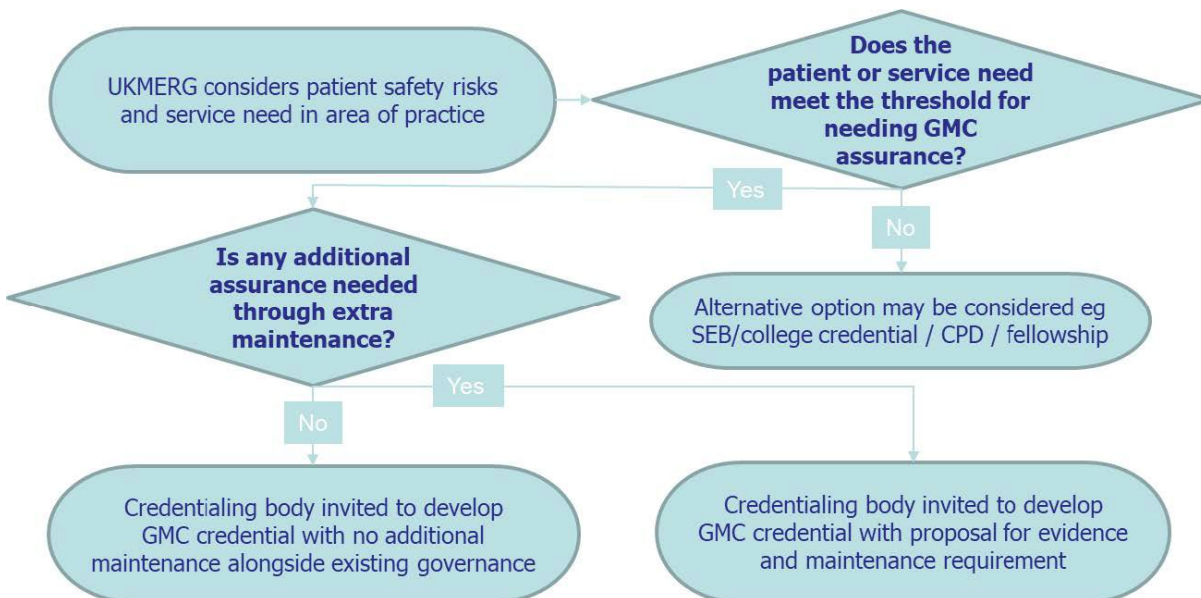 UKMERG considers patient safety risks
and service need in area of practice
Does the
patient or service need
meet the threshold for
needing GMC
assurance?
Yes
No
Is any additional
assurance needed
through extra
maintenance?
Alternative option may be considered eg
SEB/college credential / CPD / fellowship
Yes
No
Credentialing body invited to develop
GMC credential with no additional
maintenance alongside existing governance
Credentialing body invited to develop
GMC credential with proposal for evidence
and maintenance requirement